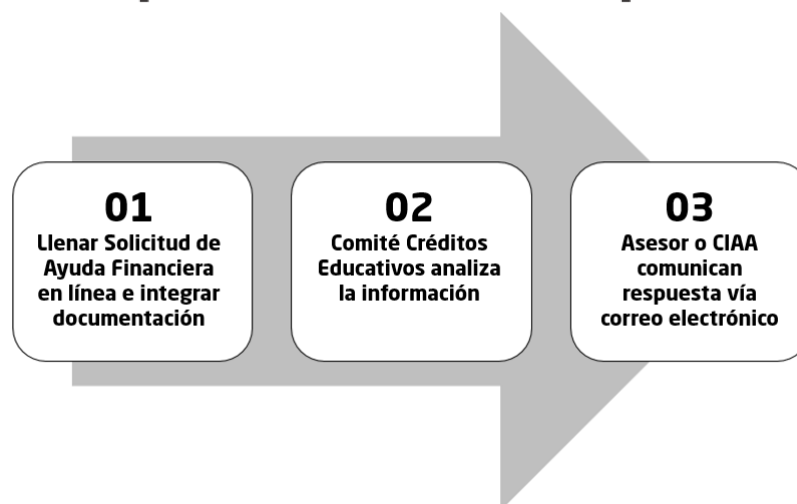 01
Llenar Solicitud de
Ayuda Financiera
en línea e integrar
documentación
02
Comité Créditos
Educativos analiza
la información
03
Asesor o CIAA
comunican
respuesta vía
correo electrónico